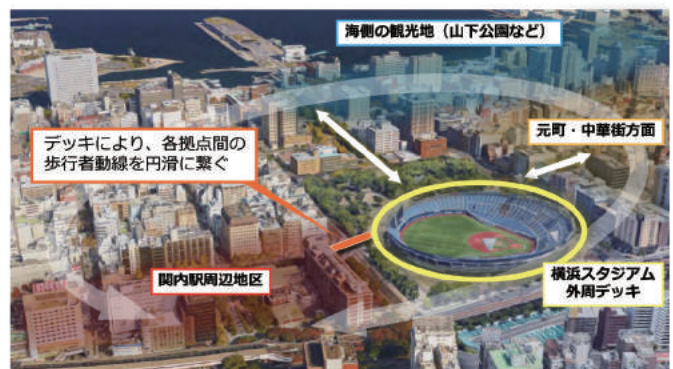 海側の観光地（山下公園など）
デッキにより、各拠点間の
歩行者動線を円滑に繋ぐ
元町・中華街方面
関内駅周辺地区
横浜スタジアム
外周デッキ